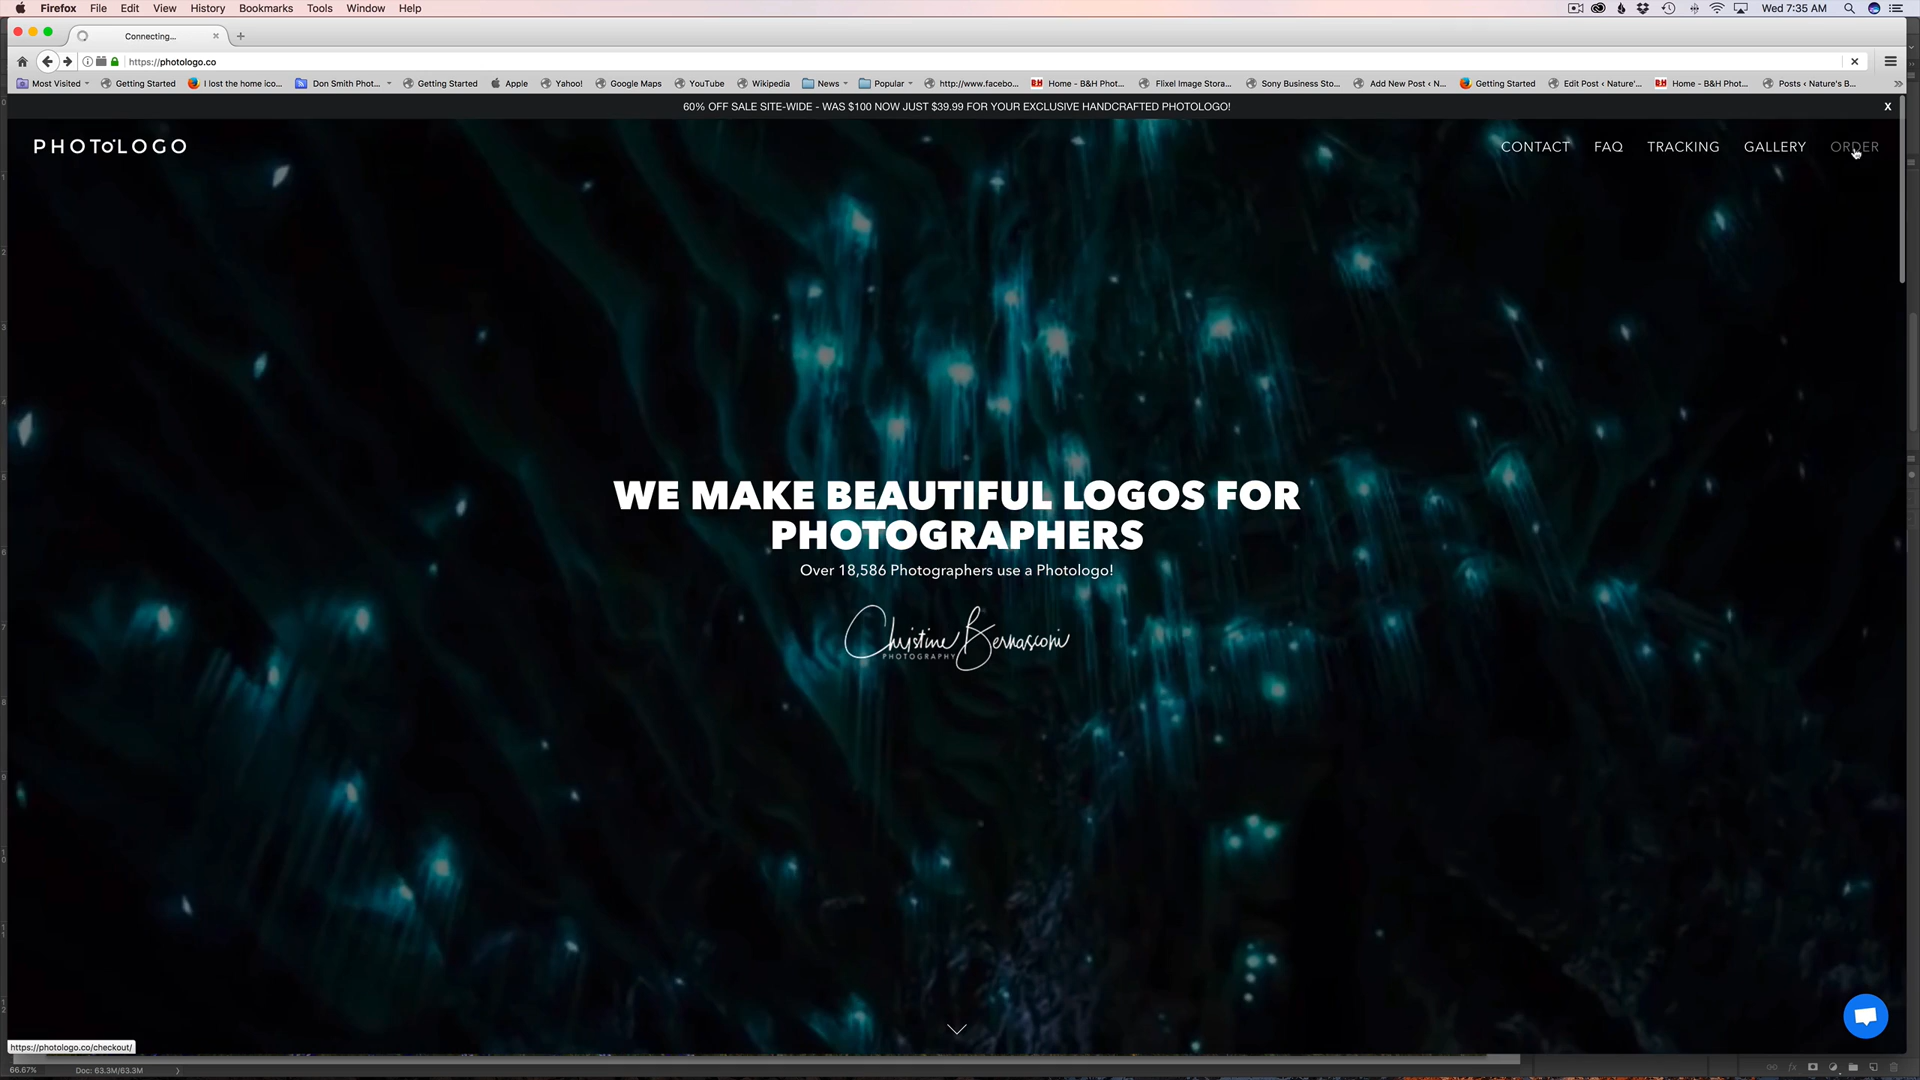 Firefox File Edit View History Bookmarks Tools Window Help Wed 7:35 AM
Connecting...
https://photologo.co
Most Visited Getting Started I lost the home ico... Don Smith Phot... Getting Started Apple Yahoo! Google Maps YouTube Wikipedia News Popular http://www.facebo... Home - B&H Phot... Flixel Image Stora... Sony Business Sto... Add New Post ‹ N... Getting Started Edit Post ‹ Nature'... Home - B&H Phot... Posts ‹ Nature's B...
60% OFF SALE SITE-WIDE - WAS $100 NOW JUST $39.99 FOR YOUR EXCLUSIVE HANDCRAFTED PHOTOLOGO! X
PHOTOLOGO CONTACT FAQ TRACKING GALLERY ORDER
WE MAKE BEAUTIFUL LOGOS FOR
PHOTOGRAPHERS
Over 18,586 Photographers use a Photologo!
Christine Bernasconi
PHOTOGRAPHY
https://photologo.co/checkout/
66.67% Doc: 63.3M/63.3M